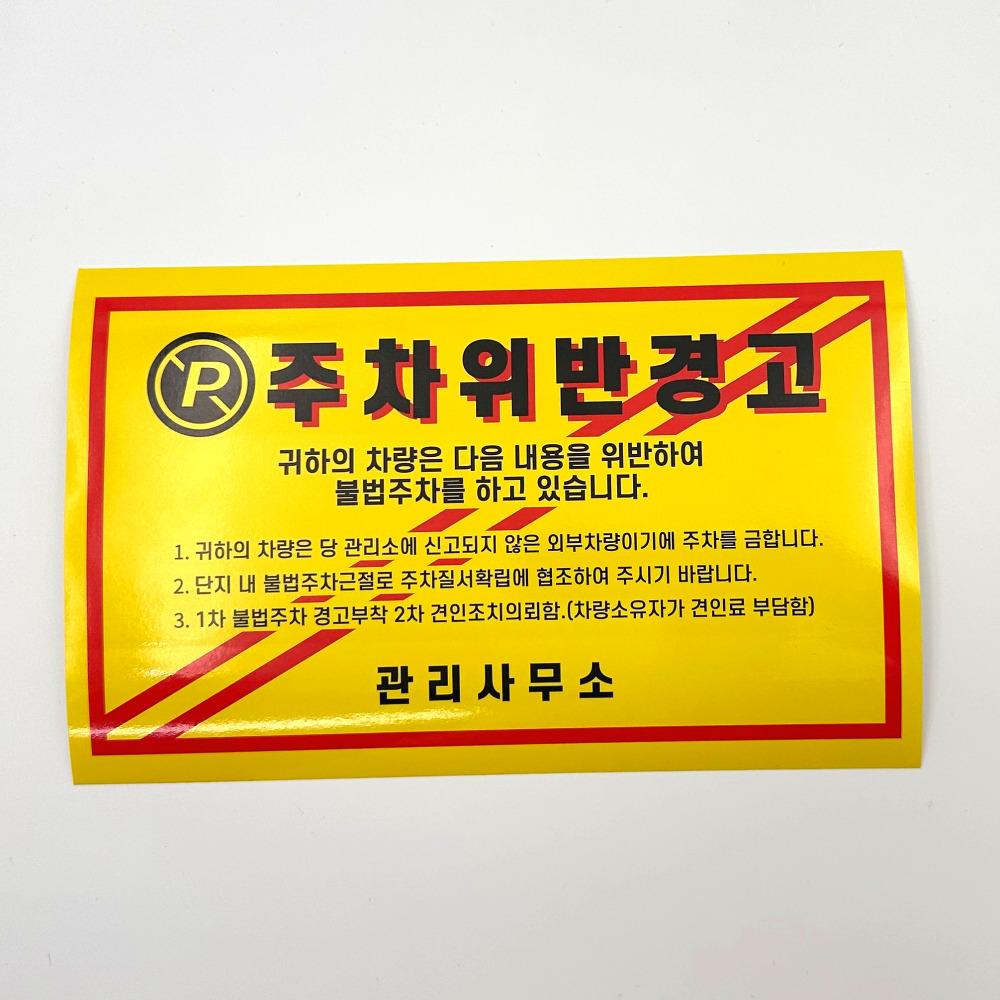 P 주차위반경고
귀하의 차량은 다음 내용을 위반하여
불법주차를 하고 있습니다.
1. 귀하의 차량은 당 관리소에 신고되지 않은 외부차량이기에 주차를 금합니다.
2. 단지 내 불법주차근절로 주차질서확립에 협조하여 주시기 바랍니다.
3. 1차 불법주차 경고부착 2차 견인조치의뢰함.(차량소유자가 견인료 부담함)
관리사무소